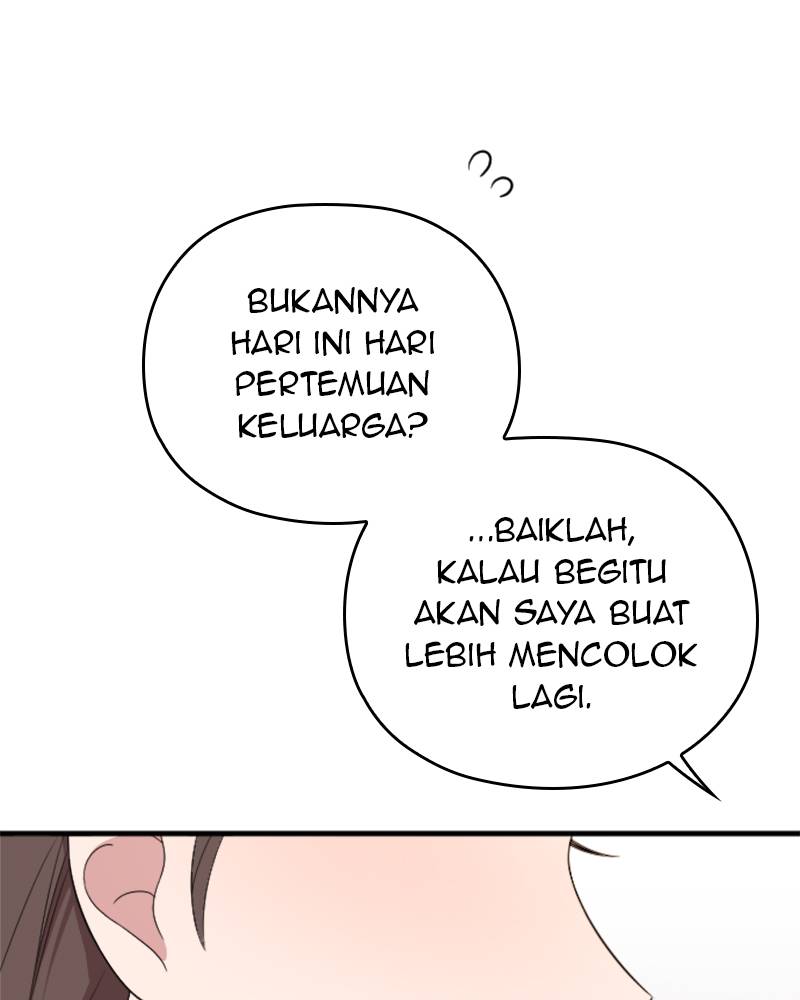 BUKANNYA
HARI INI HARI
PERTEMUAN
KELUARGA?
...BAIKLAH,
KALAU BEGITU
AKAN SAYA BUAT
LEBIH MENCOLOK
LAGI.